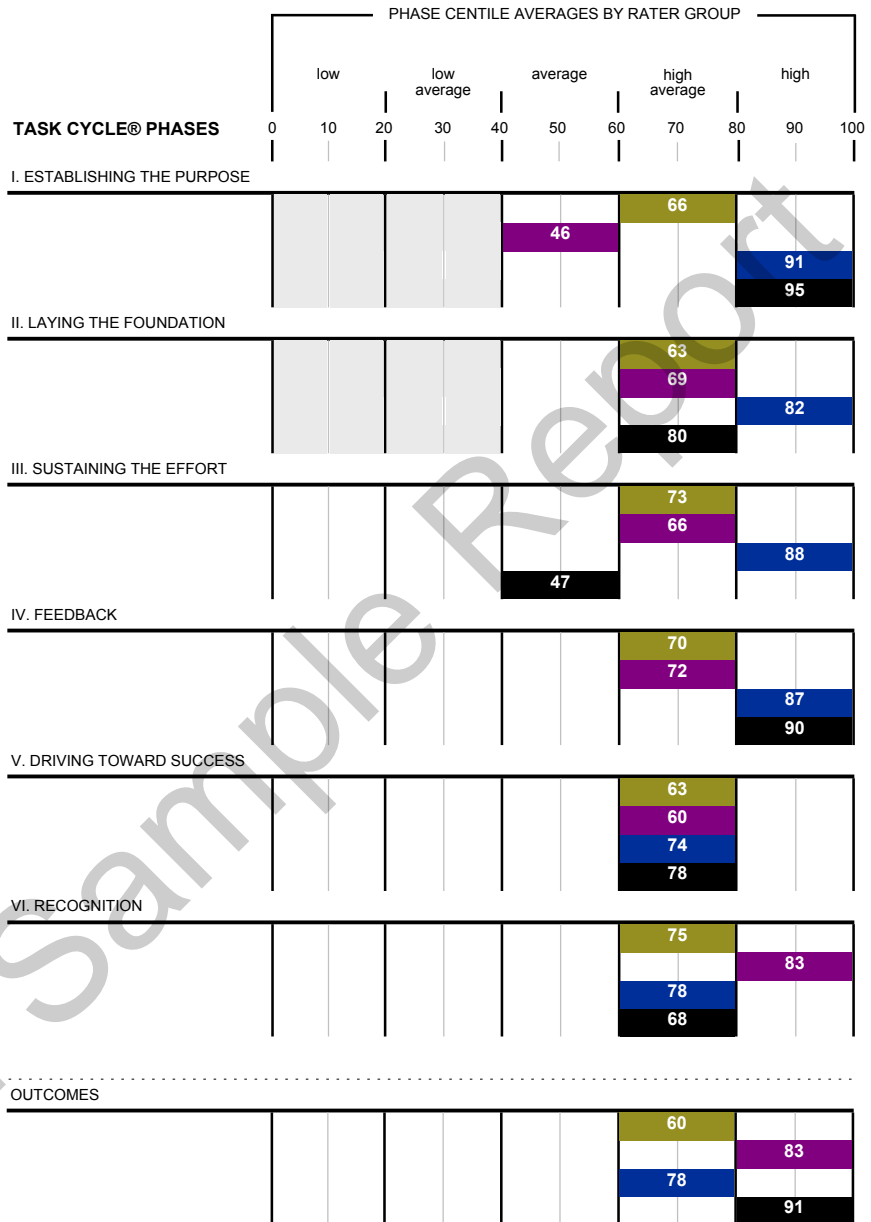 PHASE CENTILE AVERAGES BY RATER GROUP
low low average high high
average average
TASK CYCLE® PHASES 0 10 20 30 40 50 60 70 80 90 100
I. ESTABLISHING THE PURPOSE
66
46
91
95
II. LAYING THE FOUNDATION
63
69
82
80
III. SUSTAINING THE EFFORT
73
66
88
47
IV. FEEDBACK
70
72
87
90
V. DRIVING TOWARD SUCCESS
63
60
74
78
VI. RECOGNITION
75
83
78
68
OUTCOMES
60
83
78
91
Sample Report